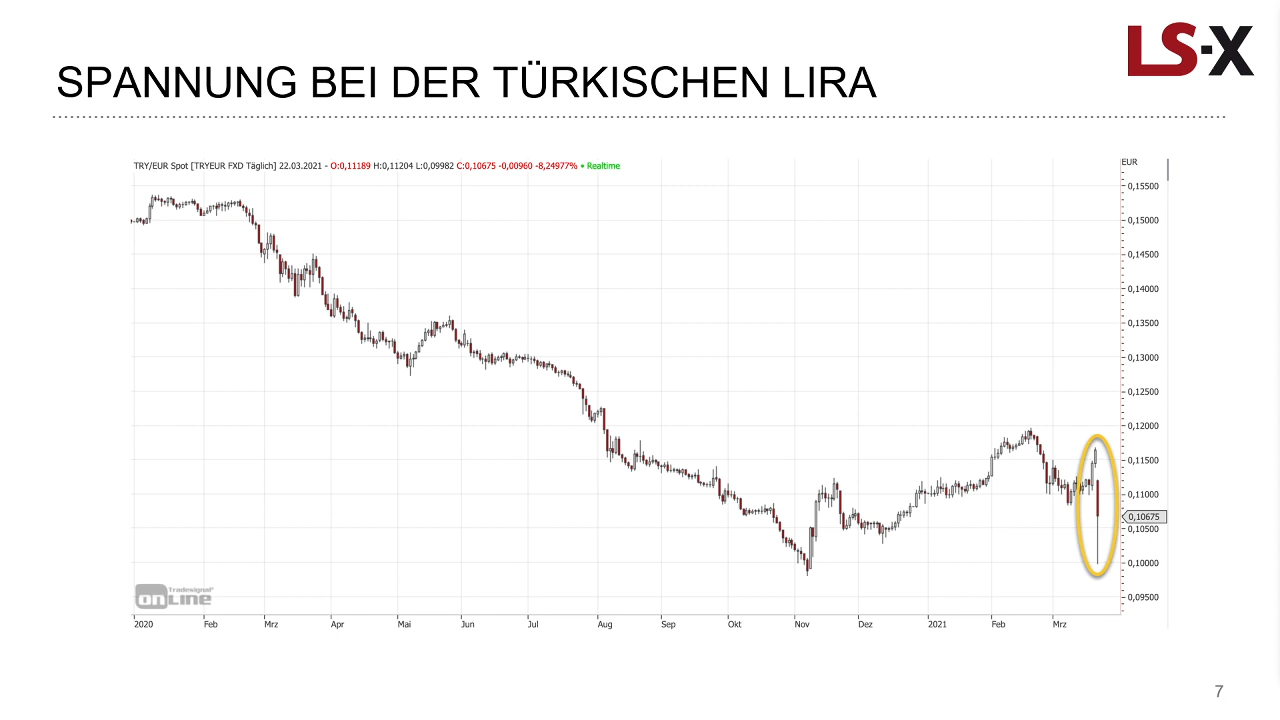 LS-X
SPANNUNG BEI DER TÜRKISCHEN LIRA
TRY/EUR Spot [TRYEUR FXD Täglich] 22.03.2021 - O:0,11189 H:0,11204 L:0,09982 C:0,10675 -0,00960 -8,24977% • Realtime
EUR
0,15500
0,15000
0,14500
0,14000
0,13500
0,13000
0,12500
0,12000
0,11500
0,11000
0,10675
0,10500
0,10000
0,09500
Tradesignal®
onLine
2020 Feb Mrz Apr Mai Jun Jul Aug Sep Okt Nov Dez 2021 Feb Mrz
7